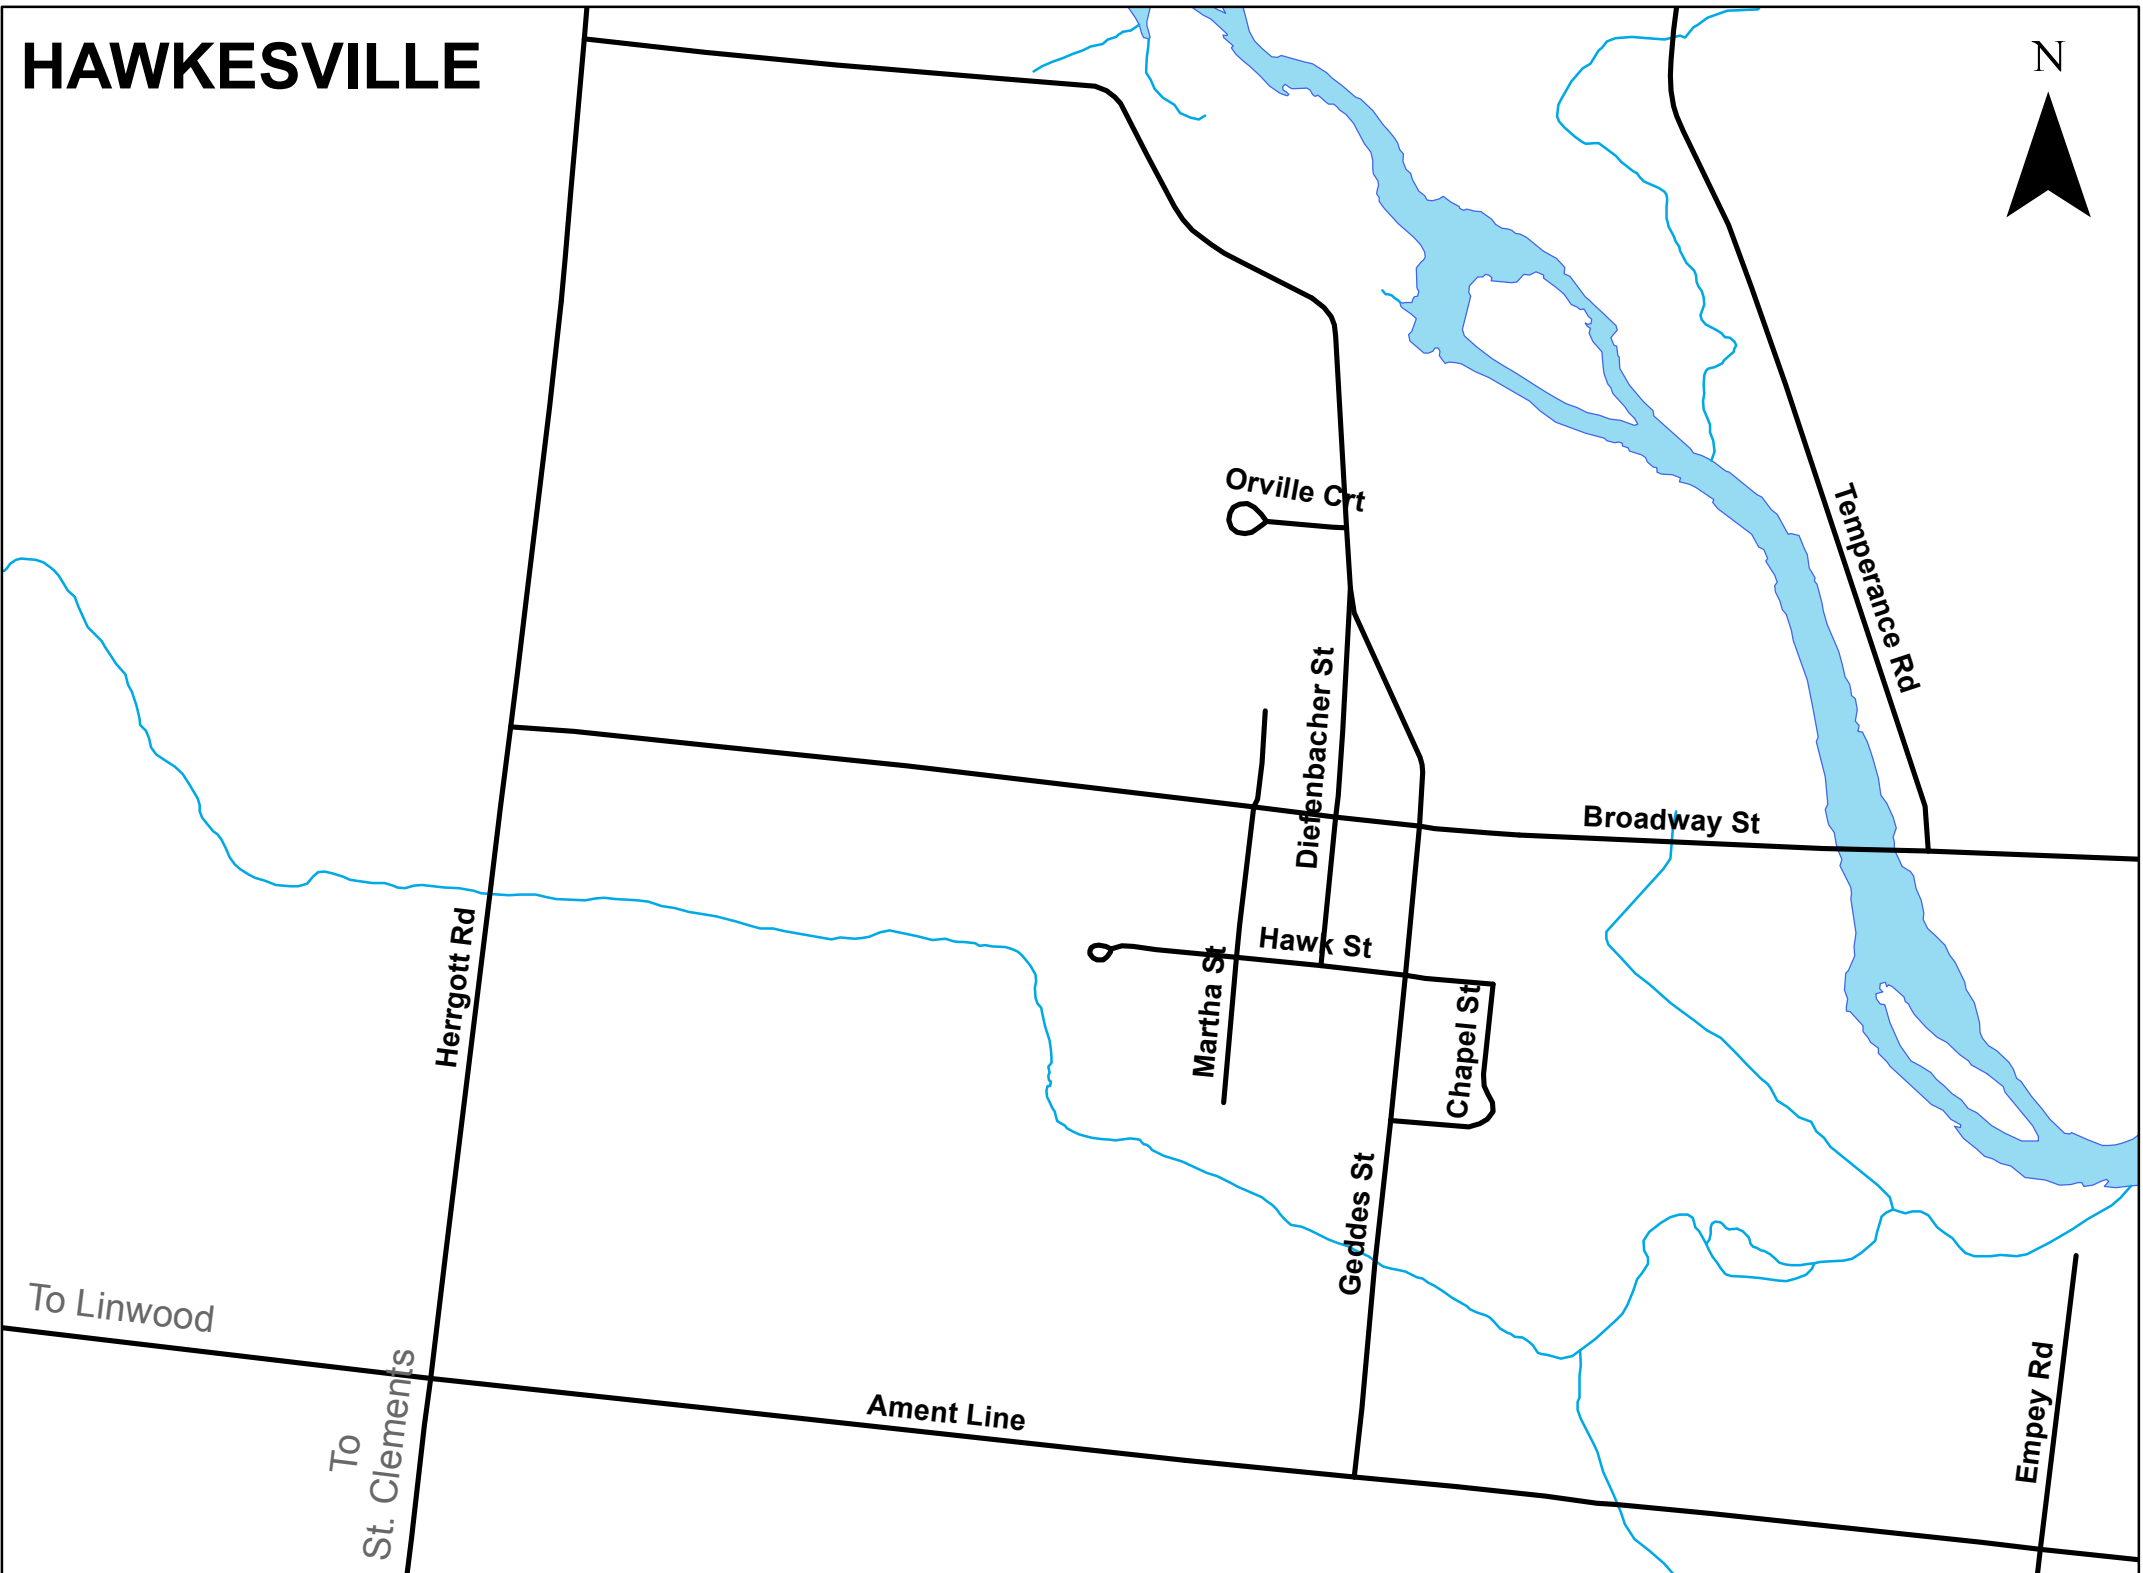 HAWKESVILLE
N
Orville Crt
Temperance Rd
Diefenbacher St
Broadway St
Hawk St
Herrgott Rd
Martha St
Chapel St
Geddes St
To Linwood
To
St. Clements
Ament Line
Empey Rd